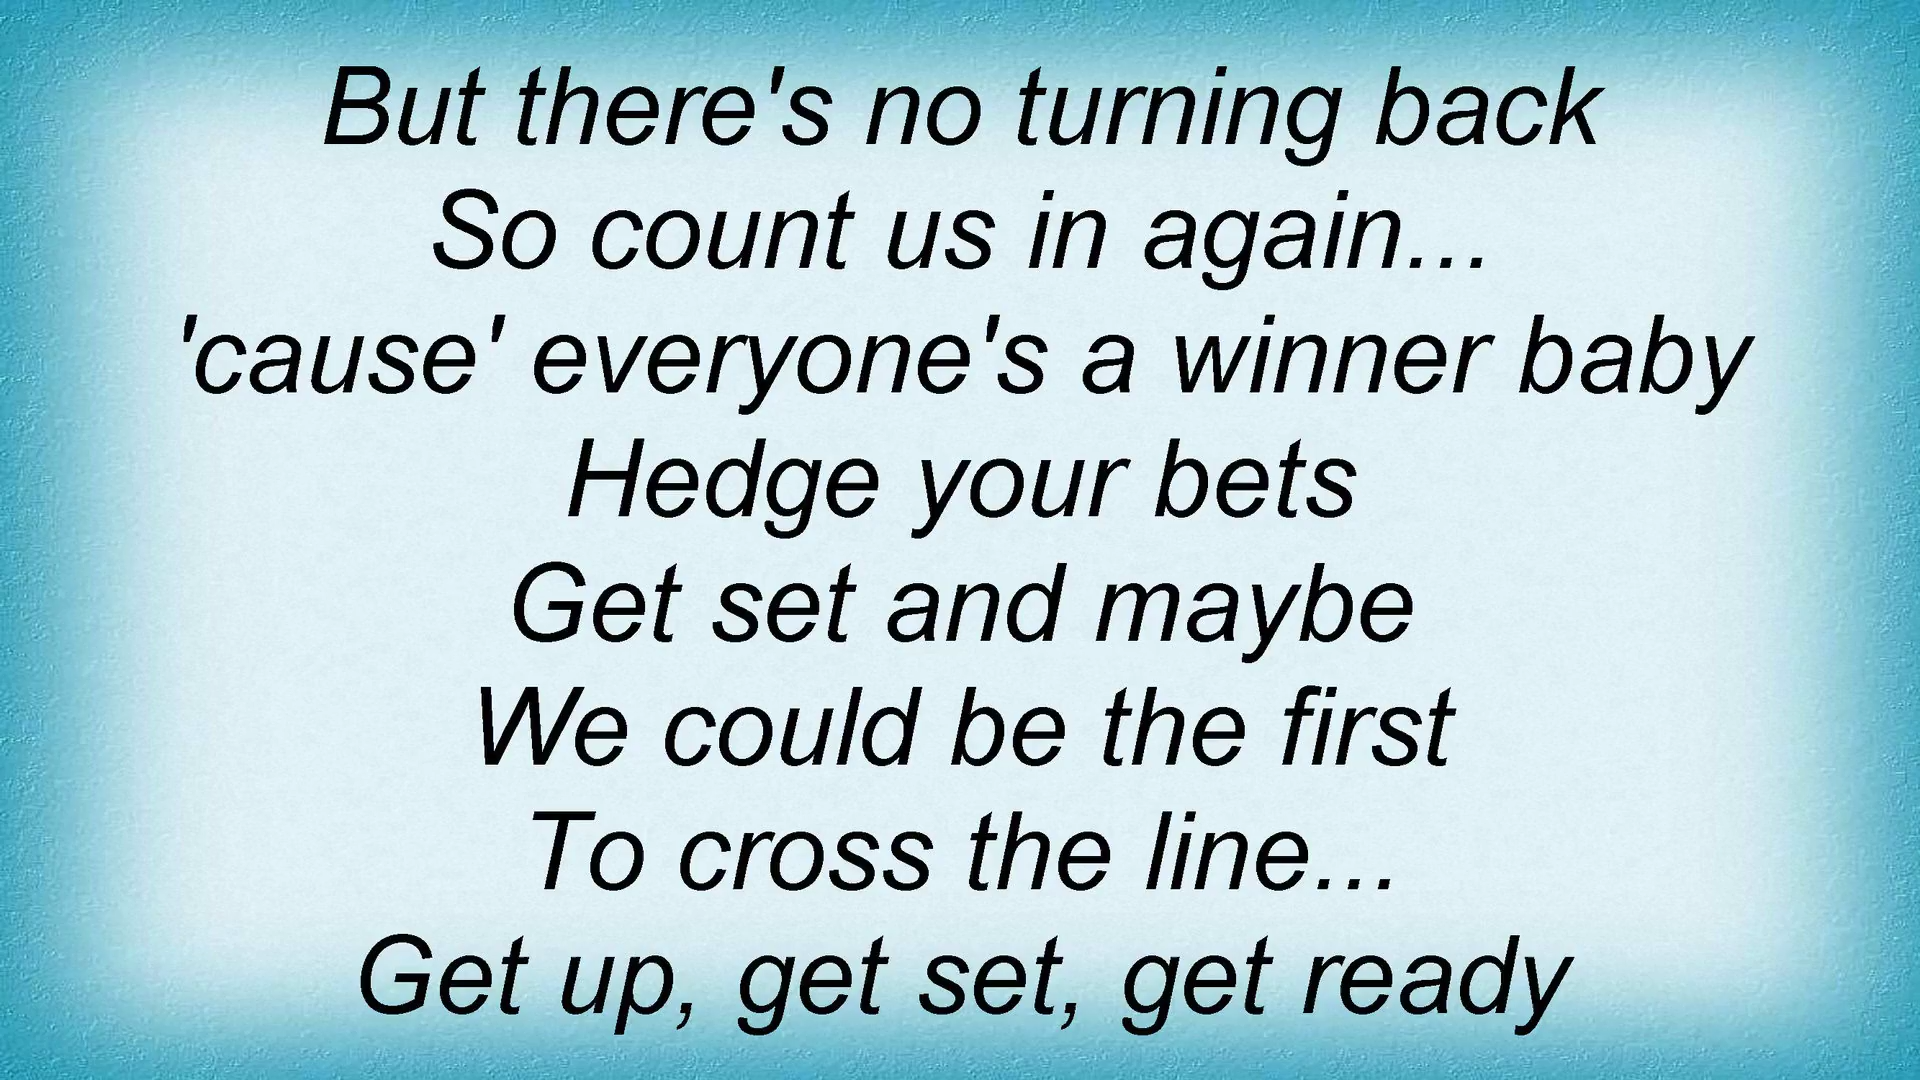 But there's no turning back
So count us in again...
'cause' everyone's a winner baby
Hedge your bets
Get set and maybe
We could be the first
To cross the line...
Get up, get set, get ready